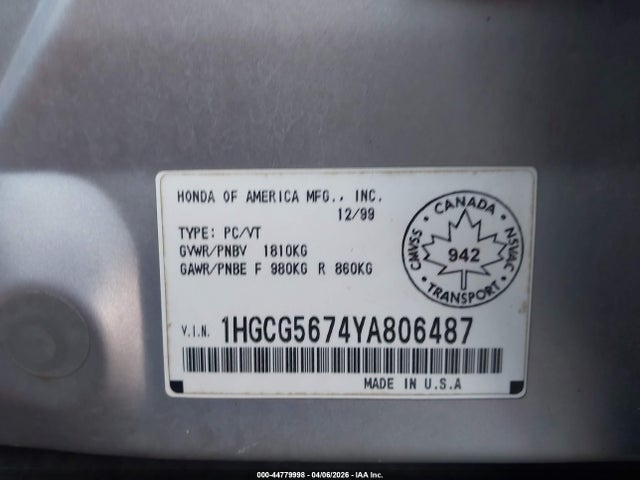 HONDA OF AMERICA MFG., INC.
12/99
TYPE: PC/VT
GVWR/PNBV 1810KG
GAWR/PNBE F 980KG R 860KG
CANADA
CMVSS 942 NSVAC
TRANSPORT
V.I.N. 1HGCG5674YA806487
MADE IN U.S.A
000-44779998 - 04/06/2026 - IAA Inc.